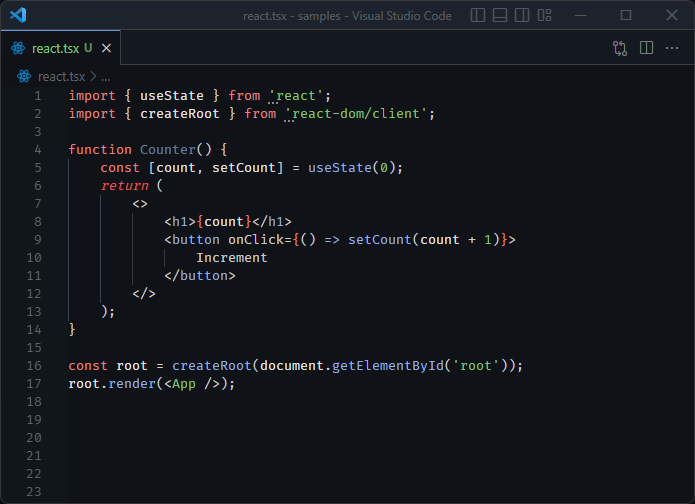 react.tsx - samples - Visual Studio Code
react.tsx U
react.tsx > ...
1 import { useState } from 'react';
2 import { createRoot } from 'react-dom/client';
3
4 function Counter() {
5     const [count, setCount] = useState(0);
6     return (
7         <>
8             <h1>{count}</h1>
9             <button onClick={() => setCount(count + 1)}>
10                 Increment
11             </button>
12         </>
13     );
14 }
15
16 const root = createRoot(document.getElementById('root'));
17 root.render(<App />);
18
19
20
21
22
23